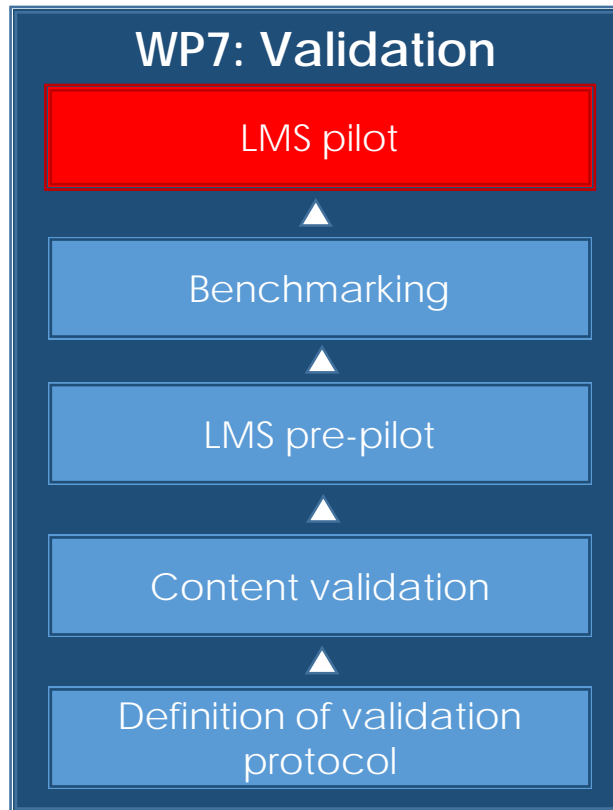 WP7: Validation
LMS pilot
Benchmarking
LMS pre-pilot
Content validation
Definition of validation
protocol